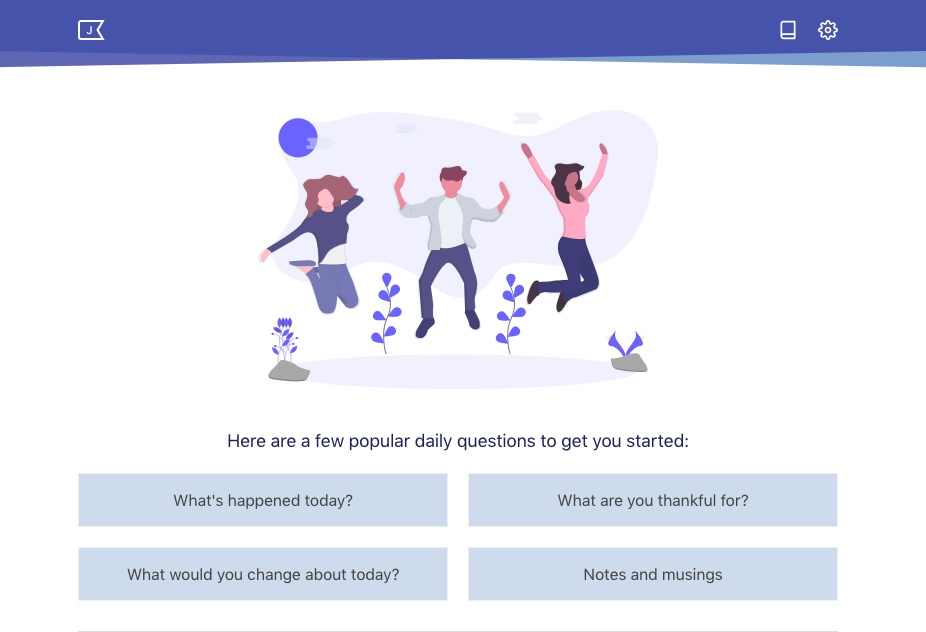 J
Here are a few popular daily questions to get you started:
What's happened today?
What are you thankful for?
What would you change about today?
Notes and musings